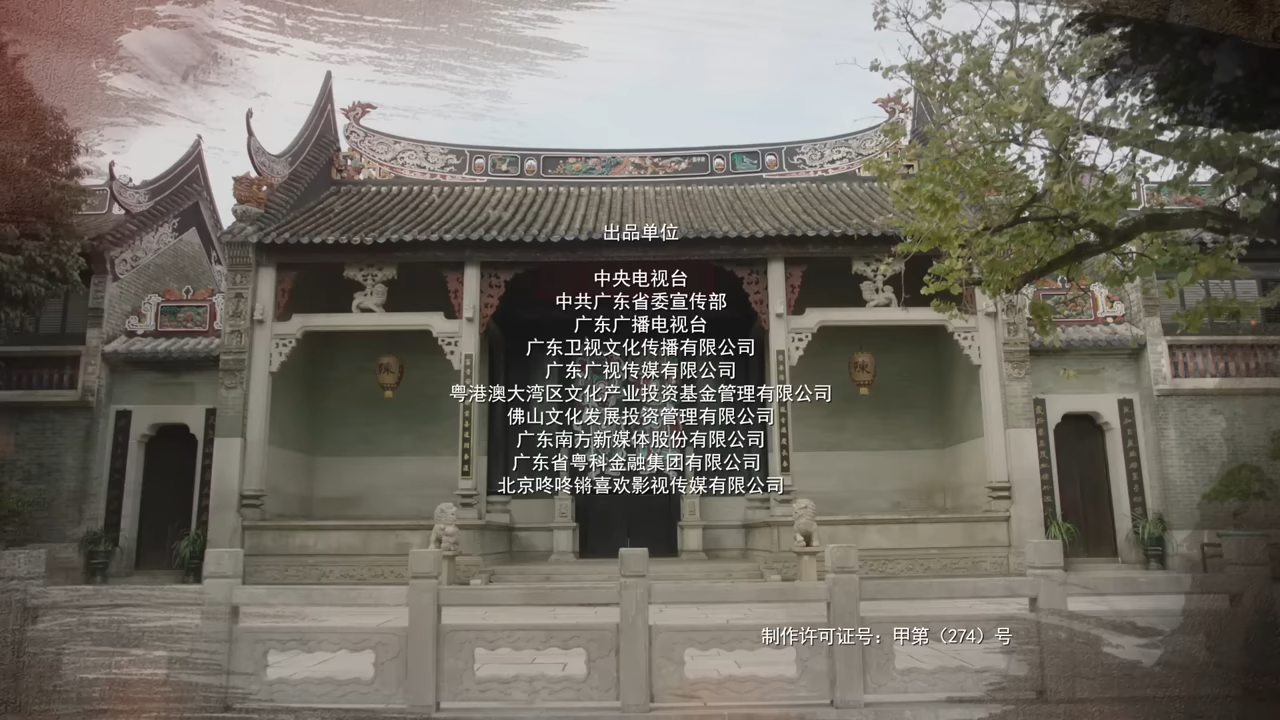 出品单位
中央电视台
中共广东省委宣传部
广东广播电视台
广东卫视文化传播有限公司
广东广视传媒有限公司
粤港澳大湾区文化产业投资基金管理有限公司
佛山文化发展投资管理有限公司
广东南方新媒体股份有限公司
广东省粤科金融集团有限公司
北京咚咚锵喜欢影视传媒有限公司
陳
陳
制作许可证号：甲第（274）号